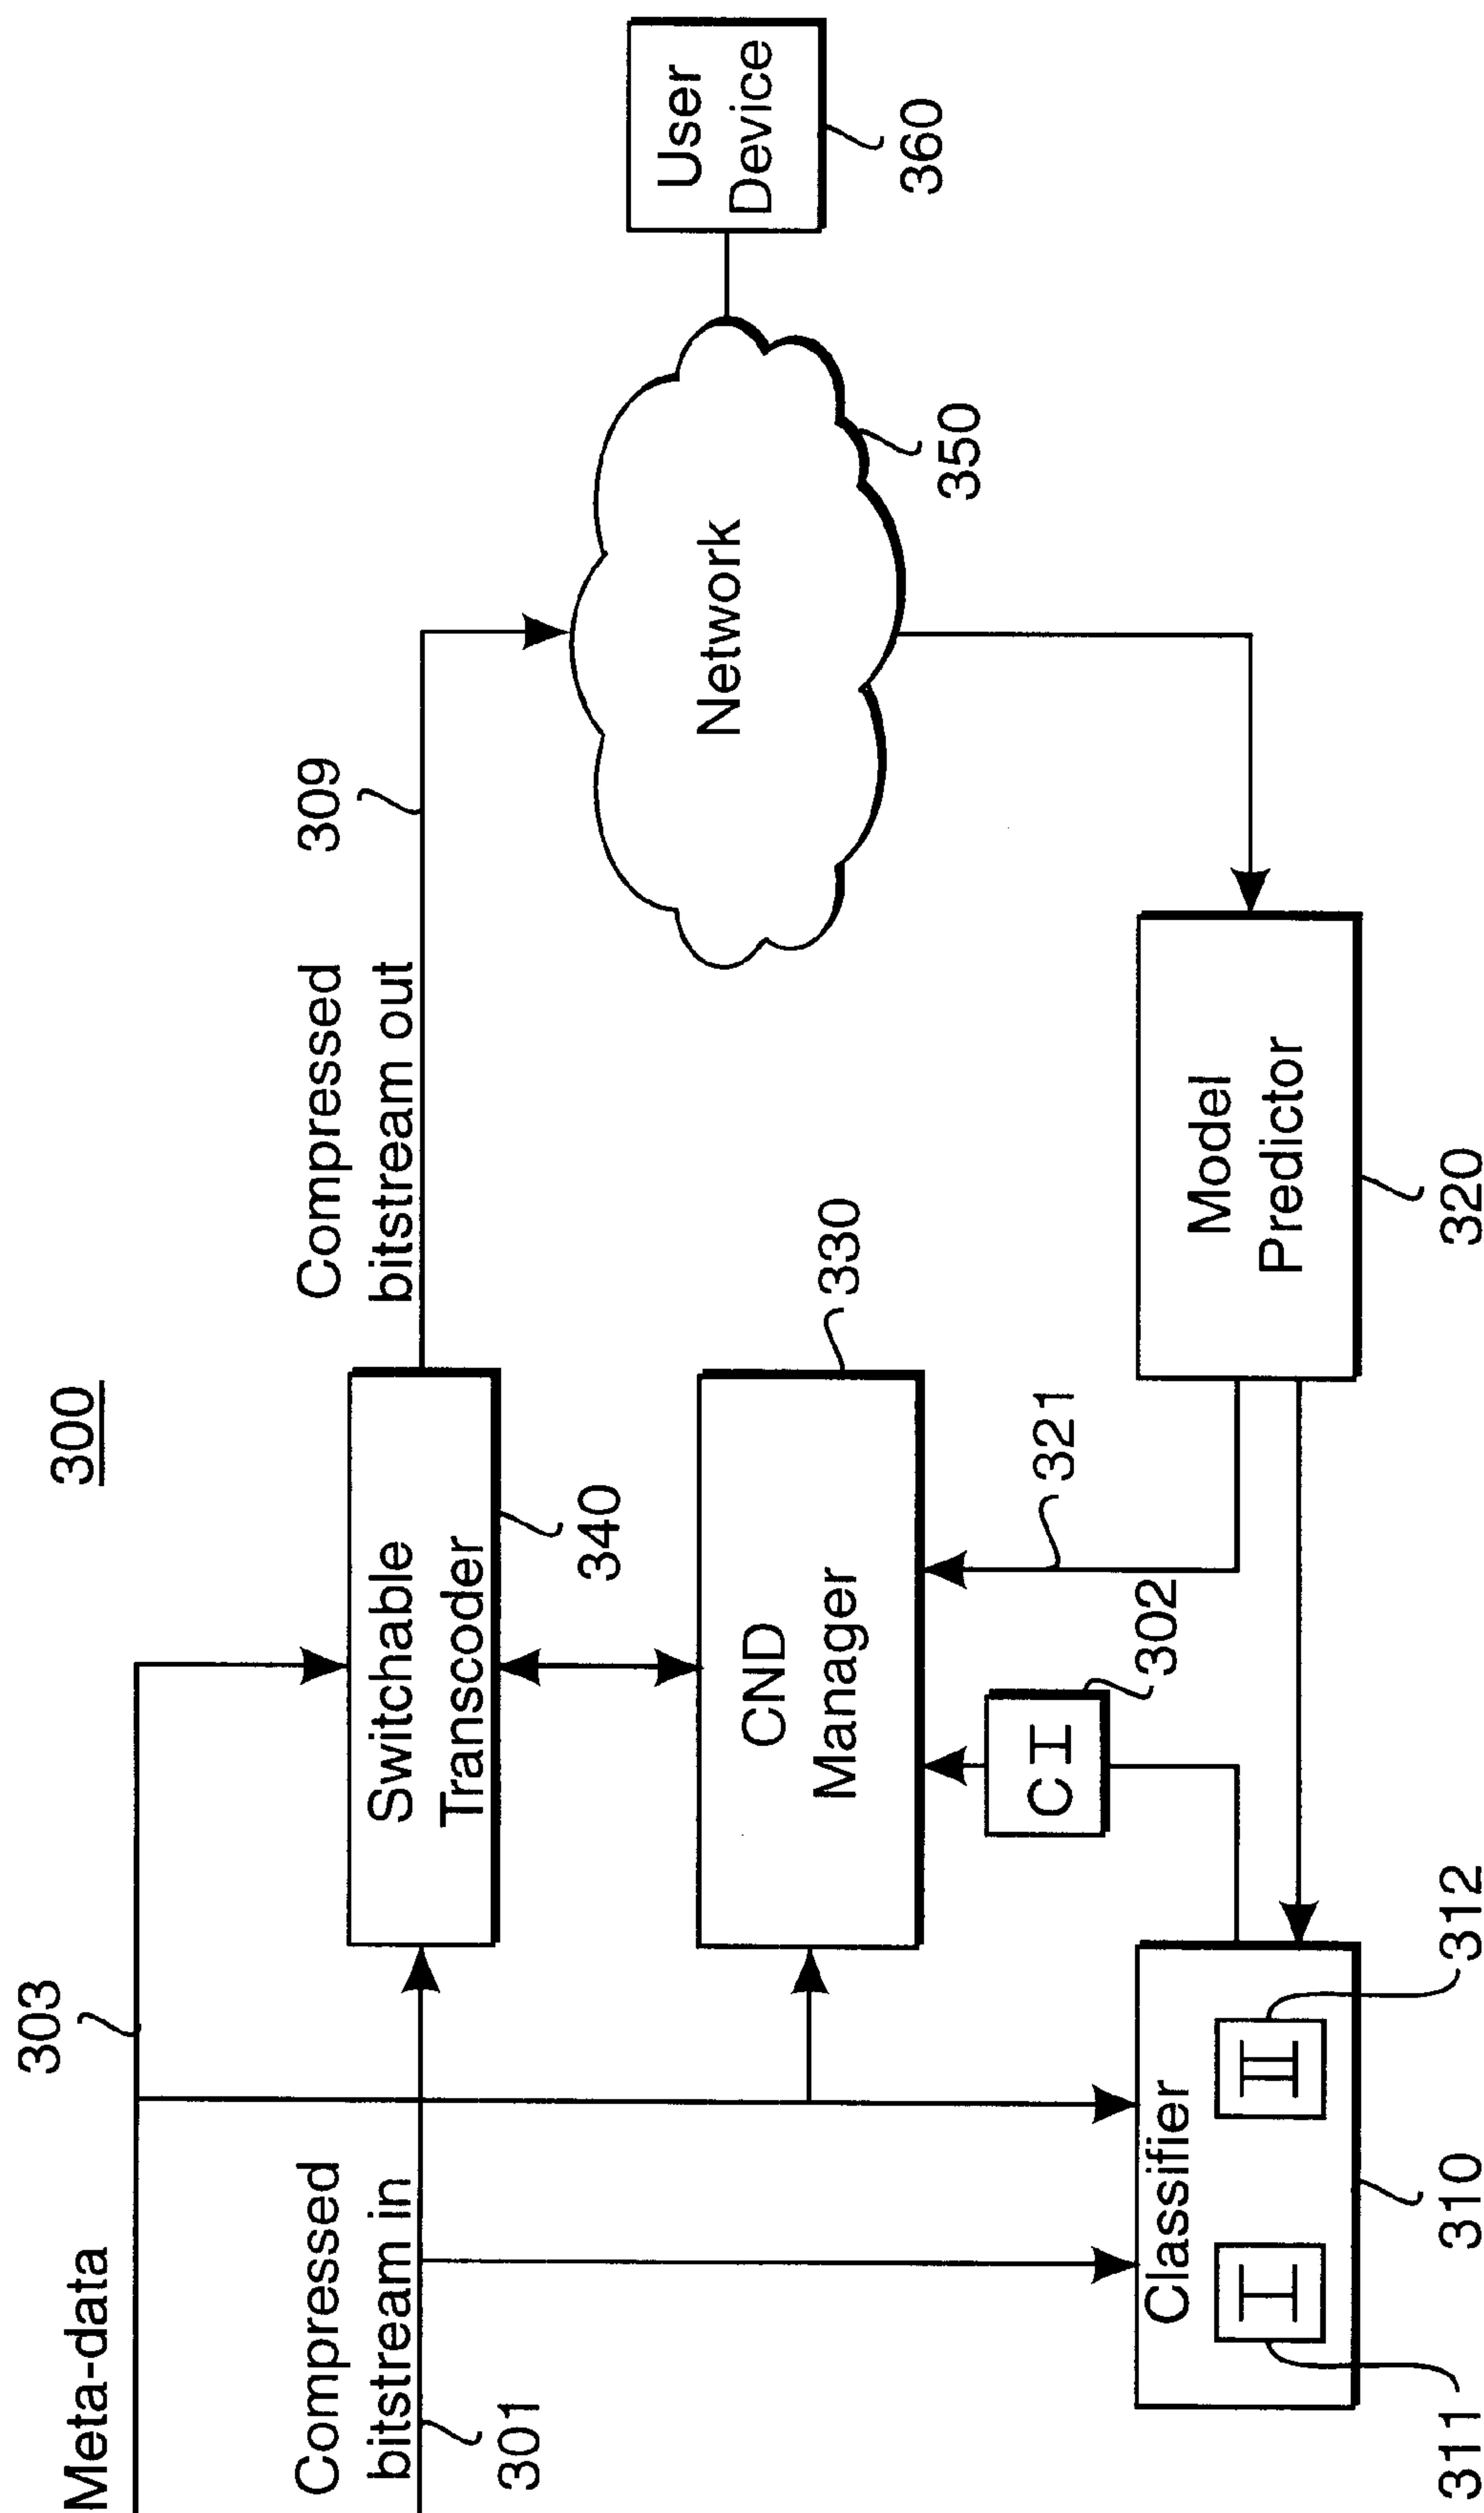 300
Meta-data
303
Compressed
bitstream in
301
Switchable
Transcoder
340
Compressed
bitstream out
309
CND
Manager
330
Network
350
User
Device
360
C I
302
321
Classifier
I
II
311
310
312
Model
Predictor
320